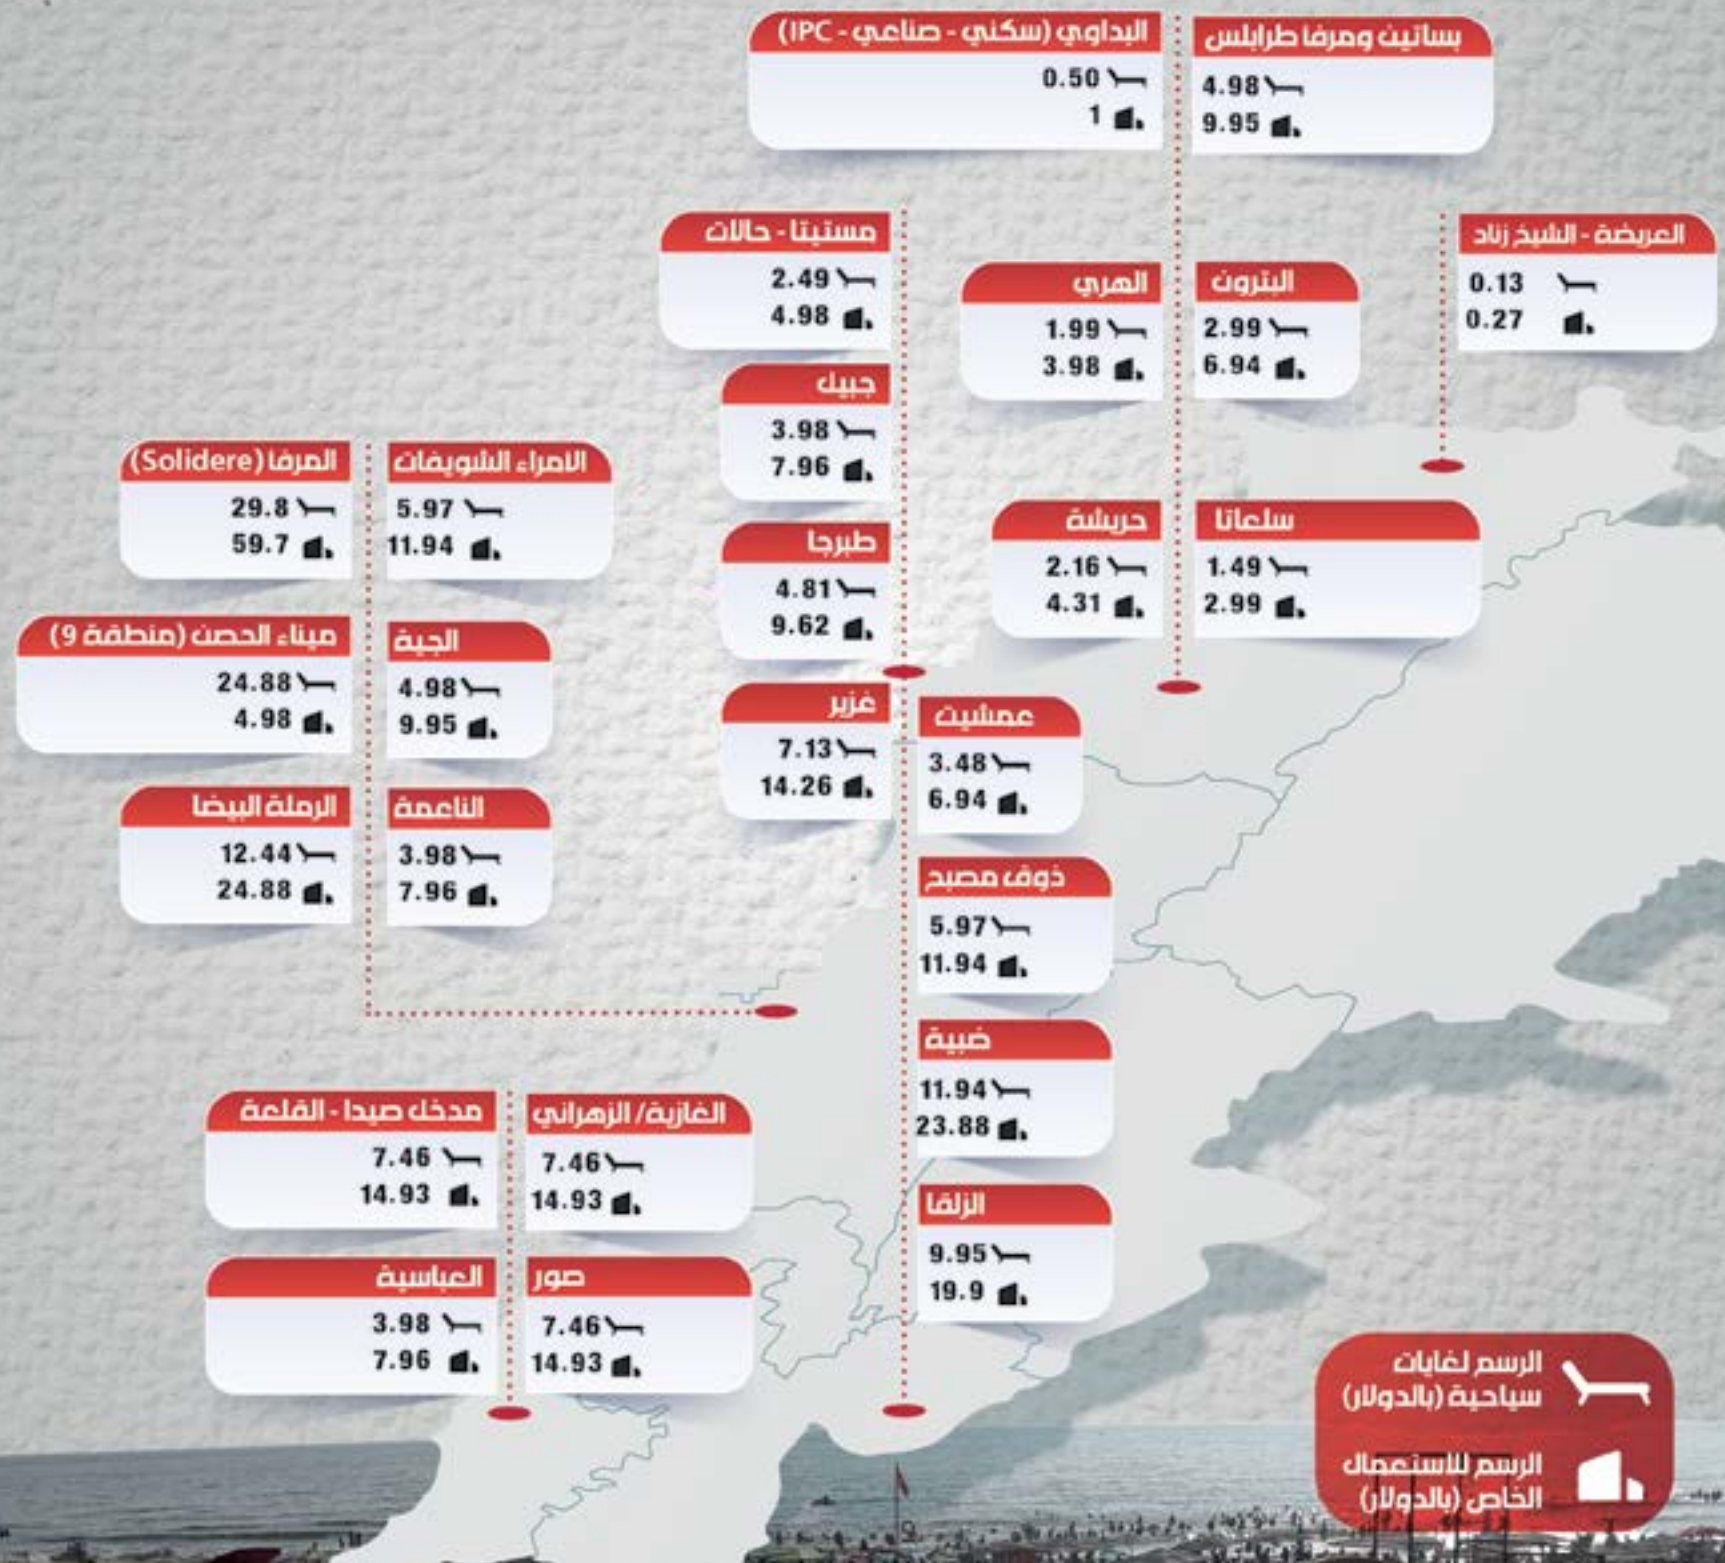 بساتين ومرفا طرابلس
4.98
9.95
البداوي (سكني - صناعي - IPC)
0.50
1
العريضة - الشيخ زناد
0.13
0.27
البترون
2.99
6.94
الهري
1.99
3.98
سلعاتا
1.49
2.99
حريشة
2.16
4.31
مستيتا - حالات
2.49
4.98
جبيل
3.98
7.96
طبرجا
4.81
9.62
غزير
7.13
14.26
عمشيت
3.48
6.94
ذوق مصبح
5.97
11.94
ضبية
11.94
23.88
الزلقا
9.95
19.9
الامراء الشويفات
5.97
11.94
المرفا (Solidere)
29.8
59.7
الجية
4.98
9.95
ميناء الحصن (منطقة 9)
24.88
4.98
الناعمة
3.98
7.96
الرملة البيضا
12.44
24.88
الغازية/ الزهراني
7.46
14.93
مدخل صيدا - القلعة
7.46
14.93
صور
7.46
14.93
العباسية
3.98
7.96
الرسم لغايات
سياحية (بالدولار)
الرسم للاستعمال
الخاص (بالدولار)